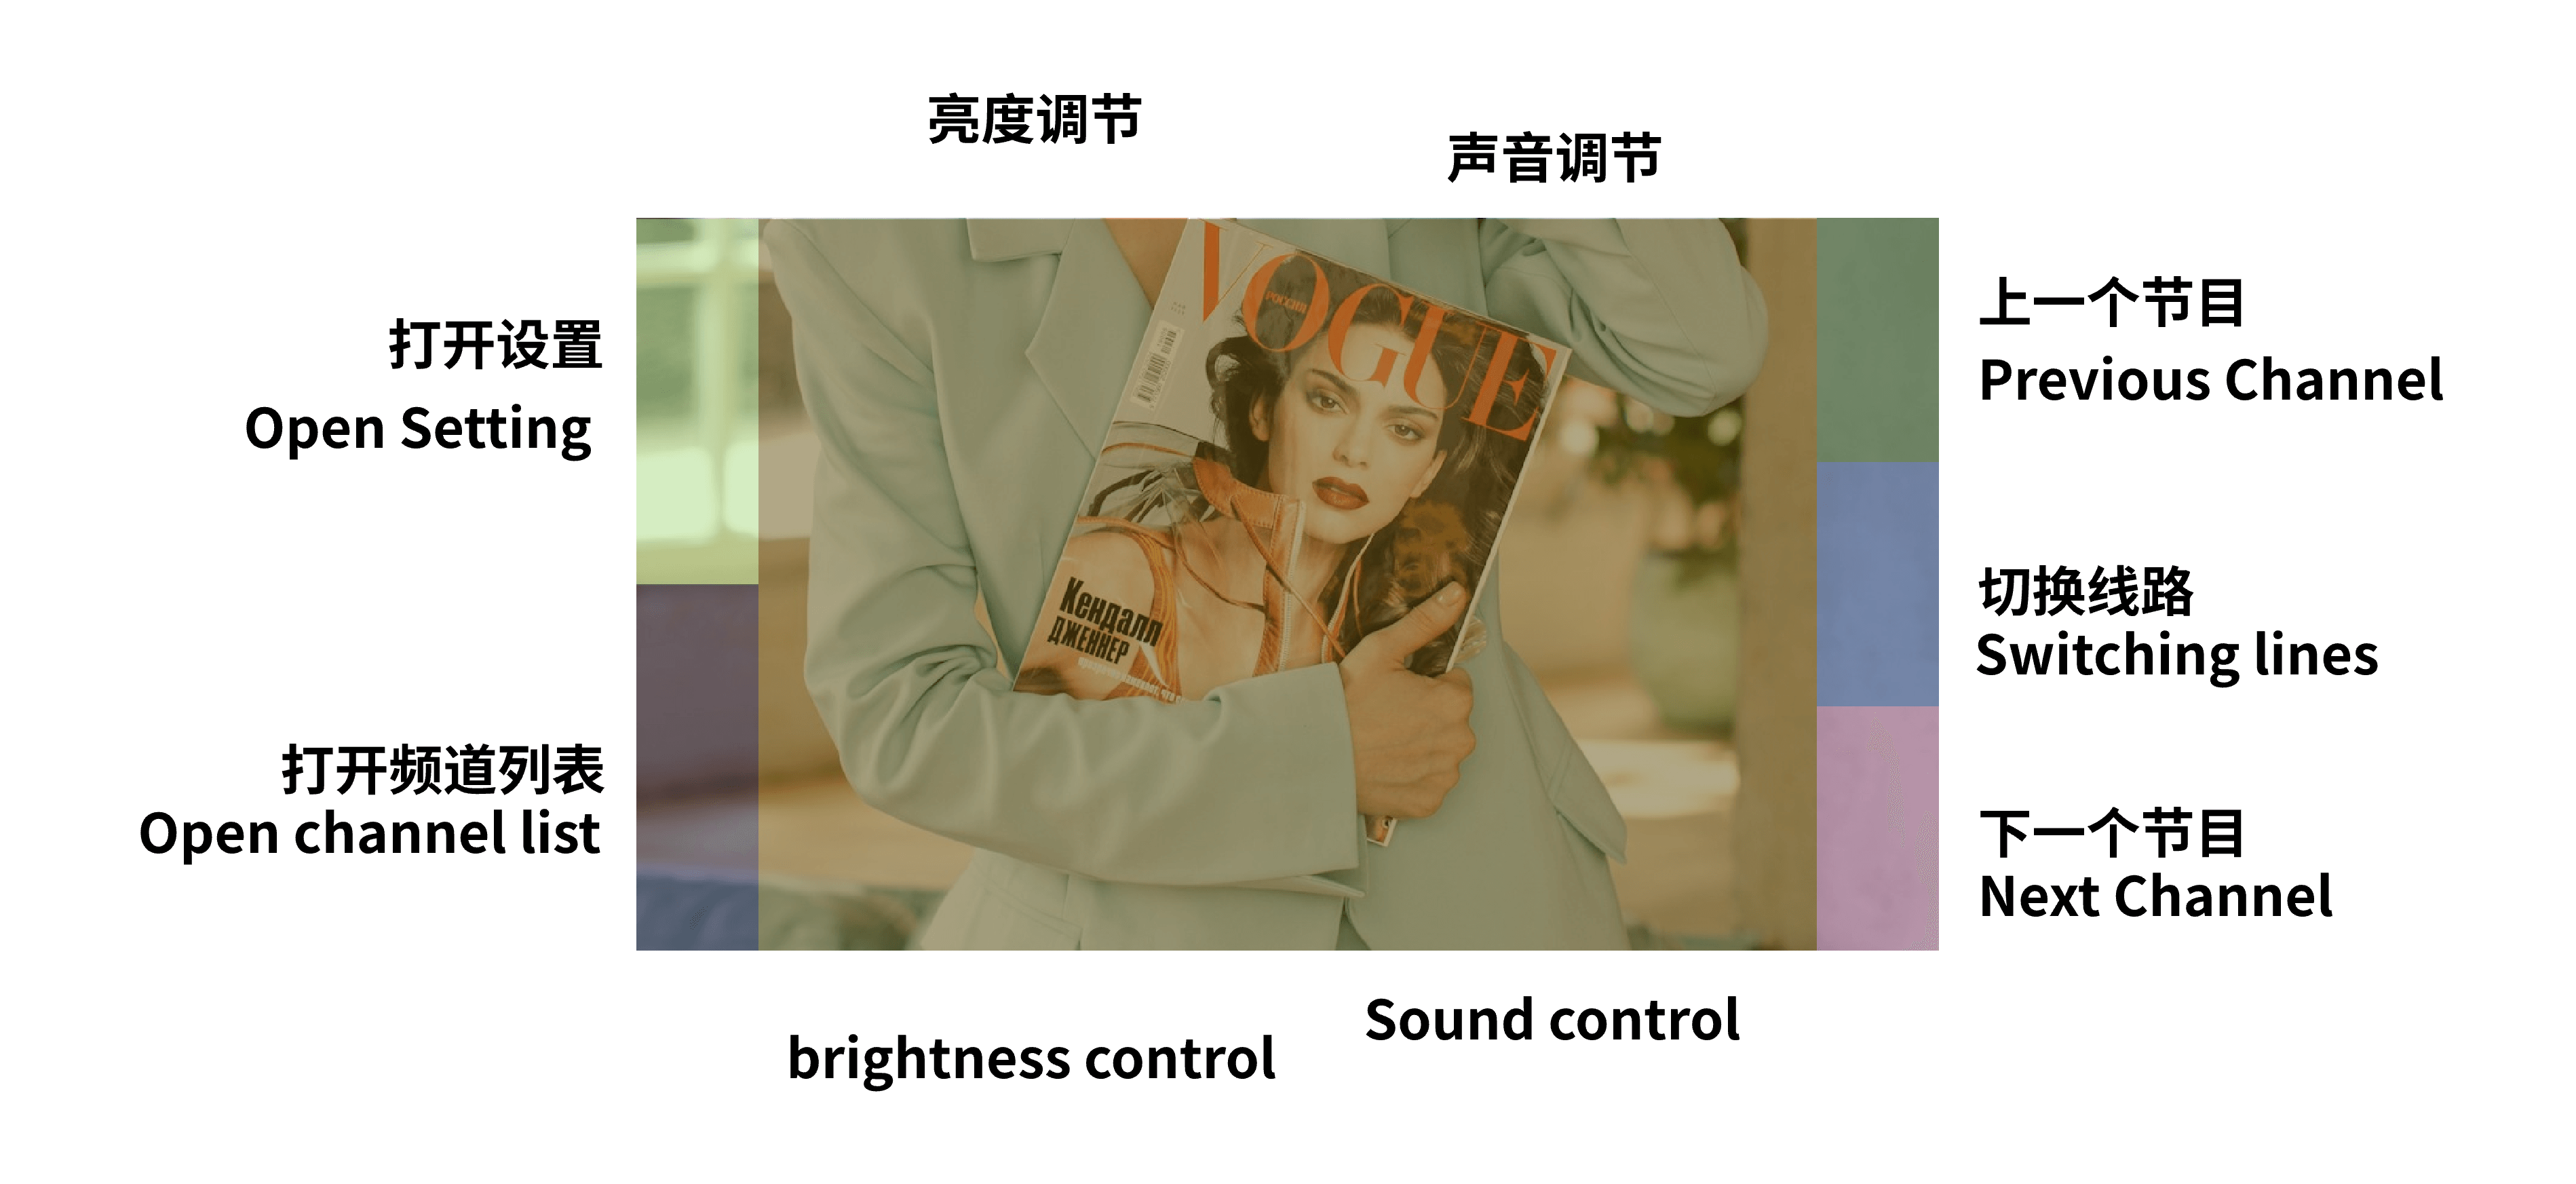 亮度调节
声音调节
打开设置
Open Setting
打开频道列表
Open channel list
VOGUE
РОССИЯ
Кендалл
ДЖЕННЕР
上一个节目
Previous Channel
切换线路
Switching lines
下一个节目
Next Channel
Sound control
brightness control